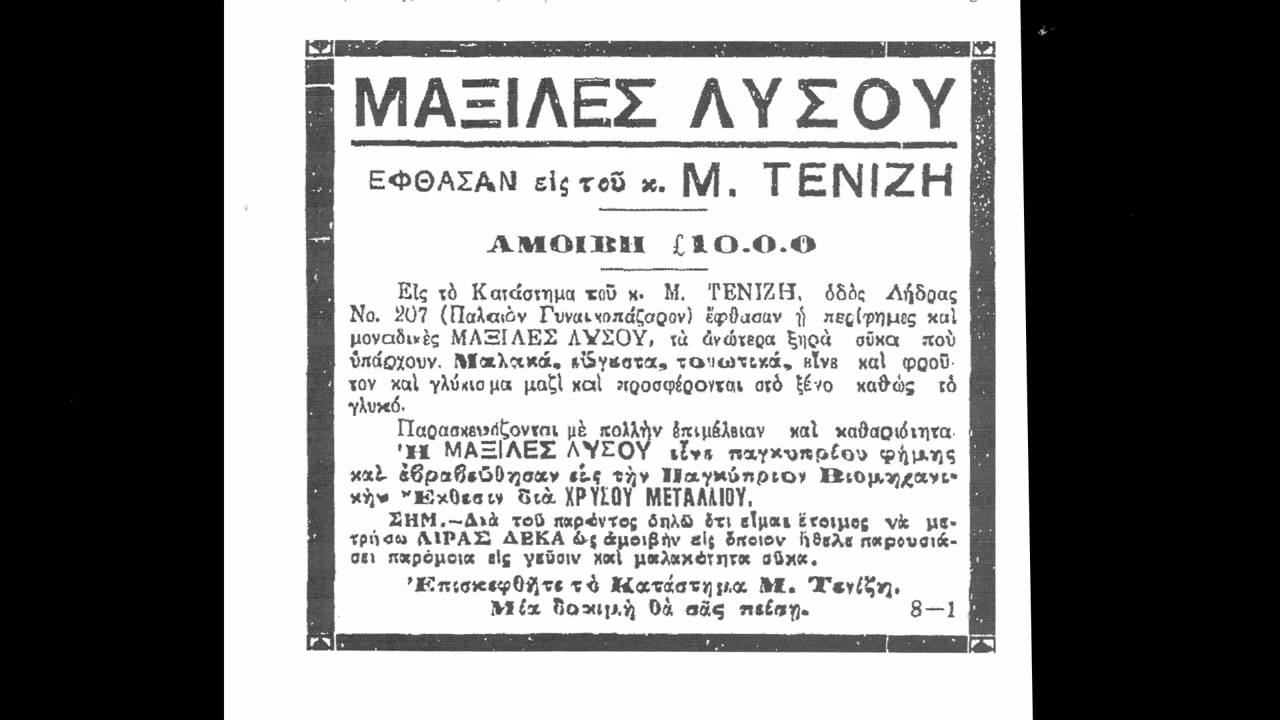 ΜΑΞΙΛΕΣ ΛΥΣΟΥ
ΕΦΘΑΣΑΝ εἰς τοῦ κ. Μ. ΤΕΝΙΖΗ
ΑΜΟΙΒΗ £10.0.0
Εἰς τὸ Κατάστημα τοῦ κ. Μ. ΤΕΝΙΖΗ, ὁδὸς Λήδρας
Νο. 207 (Παλαιὸν Γυναικοπάζαρον) ἔφθασαν ᾑ περίφημες καὶ
μοναδικὲς ΜΑΞΙΛΕΣ ΛΥΣΟΥ, τὰ ἀνώτερα ξηρὰ σῦκα ποὺ
ὑπάρχουν. Μαλακά, εὔγεστα, τονωτικά, εἶνε καὶ φροῦ-
τον καὶ γλύκισμα μαζὶ καὶ προσφέρονται στὸ ξένο καθὼς τὸ
γλυκό.
Παρασκευάζονται μὲ πολλὴν ἐπιμέλειαν καὶ καθαριότητα.
Ἡ ΜΑΞΙΛΕΣ ΛΥΣΟΥ εἶνε παγκυπρίου φήμης
καὶ ἐβραβεύθησαν εἰς τὴν Παγκύπριον Βιομηχανι-
κὴν Ἔκθεσιν διὰ ΧΡΥΣΟΥ ΜΕΤΑΛΛΙΟΥ.
ΣΗΜ.—Διὰ τοῦ παρόντος δηλῶ ὅτι εἶμαι ἕτοιμος νὰ με-
τρήσω ΛΙΡΑΣ ΔΕΚΑ ὡς ἀμοιβὴν εἰς ὅποιον ἤθελε παρουσιά-
σει παρόμοια εἰς γεῦσιν καὶ μαλακότητα σῦκα.
Ἐπισκεφθῆτε τὸ Κατάστημα Μ. Τενίζη.
Μία δοκιμὴ θὰ σᾶς πείσῃ. 8—1